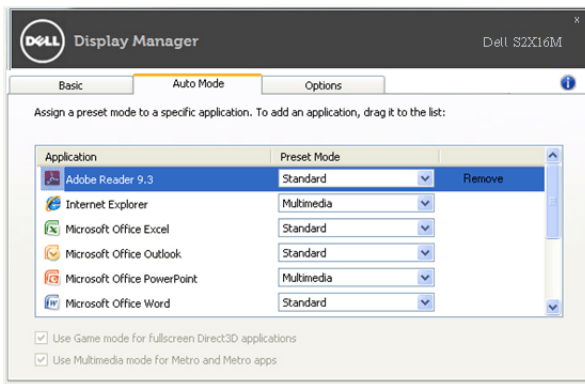 DELL Display Manager Dell S2X16M x
Basic Auto Mode Options i
Assign a preset mode to a specific application. To add an application, drag it to the list:
Application Preset Mode
Adobe Reader 9.3 Standard Remove
Internet Explorer Multimedia
Microsoft Office Excel Standard
Microsoft Office Outlook Standard
Microsoft Office PowerPoint Multimedia
Microsoft Office Word Standard
Use Game mode for fullscreen Direct3D applications
Use Multimedia mode for Metro and Metro apps